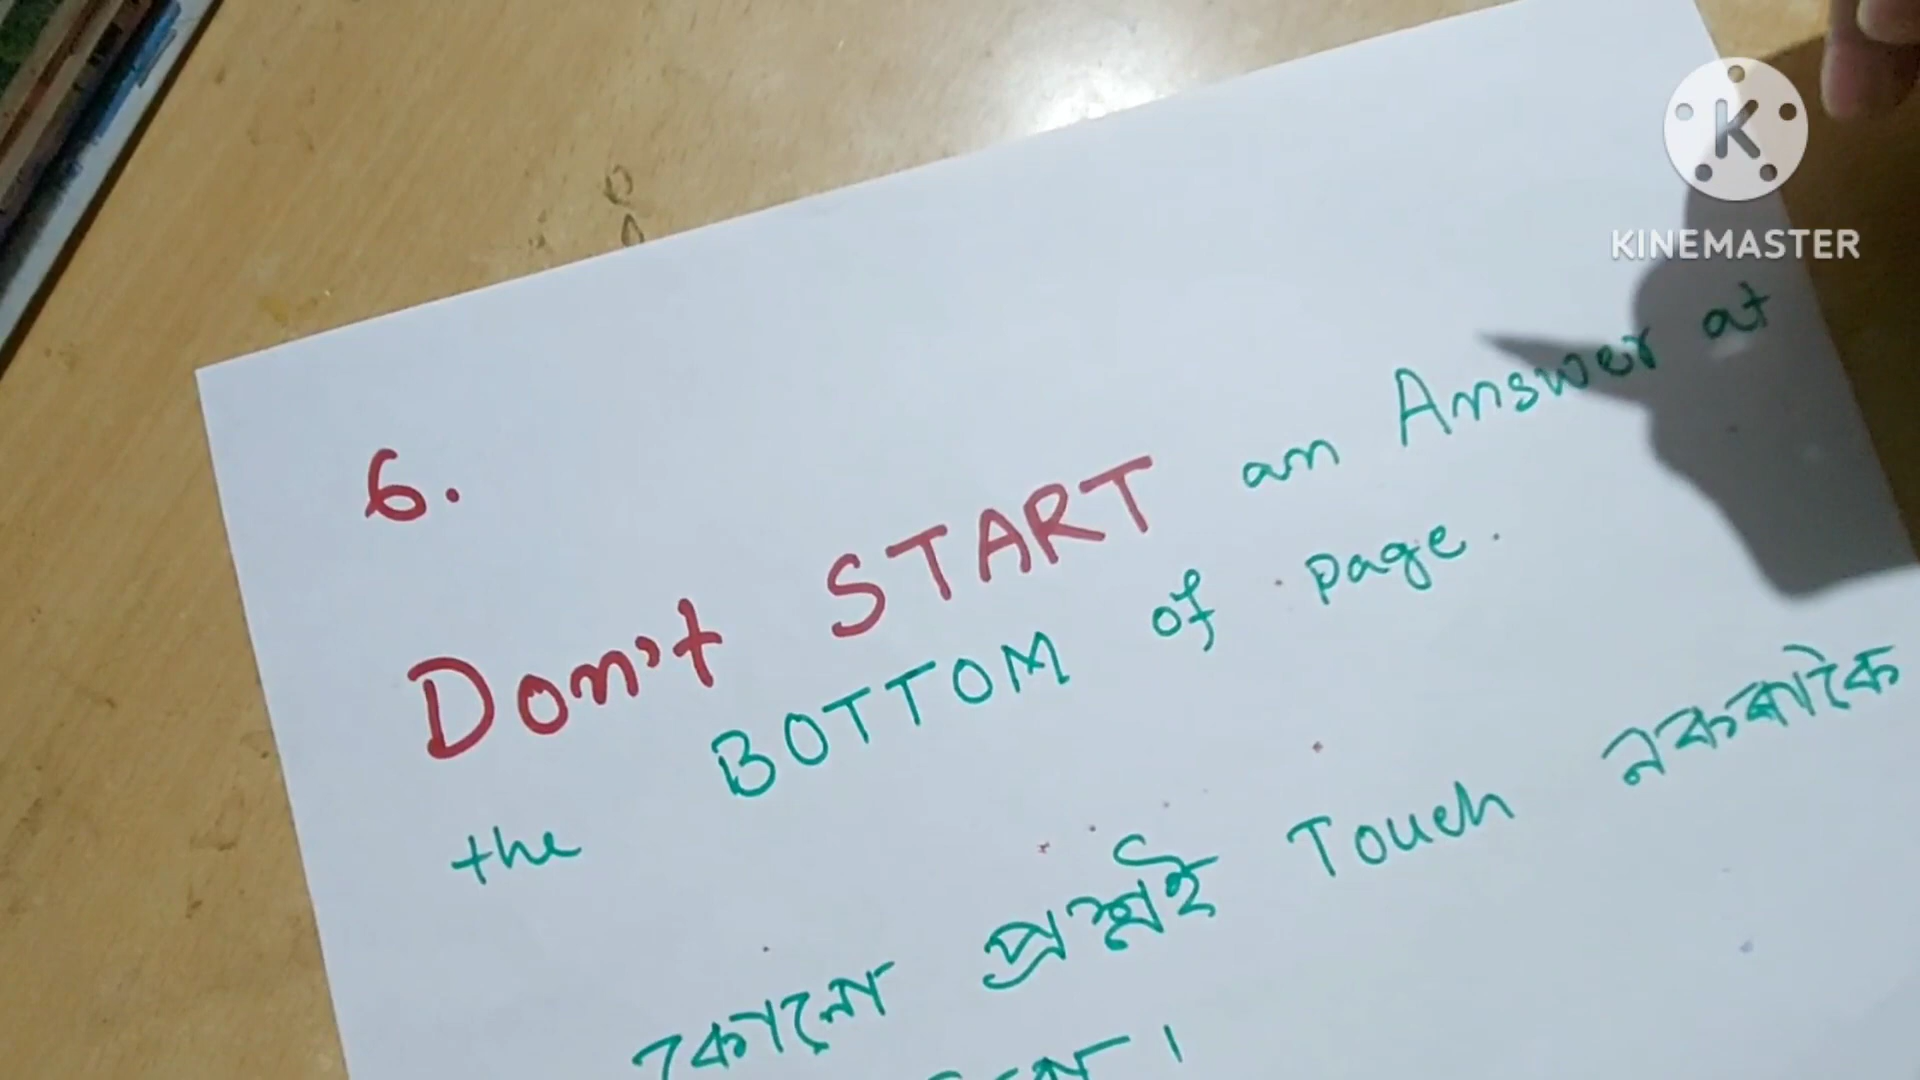 KINEMASTER
6.
Don't START an Answer at
the BOTTOM of page.
কোনো প্রশ্নই Touch